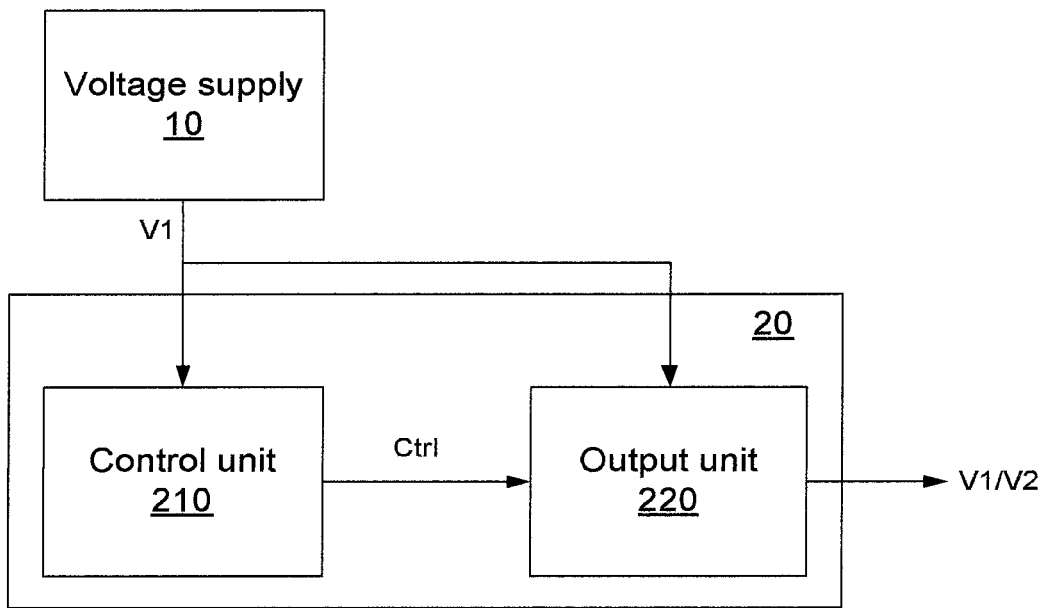 Voltage supply
10
V1
20
Control unit
210
Ctrl
Output unit
220
V1/V2